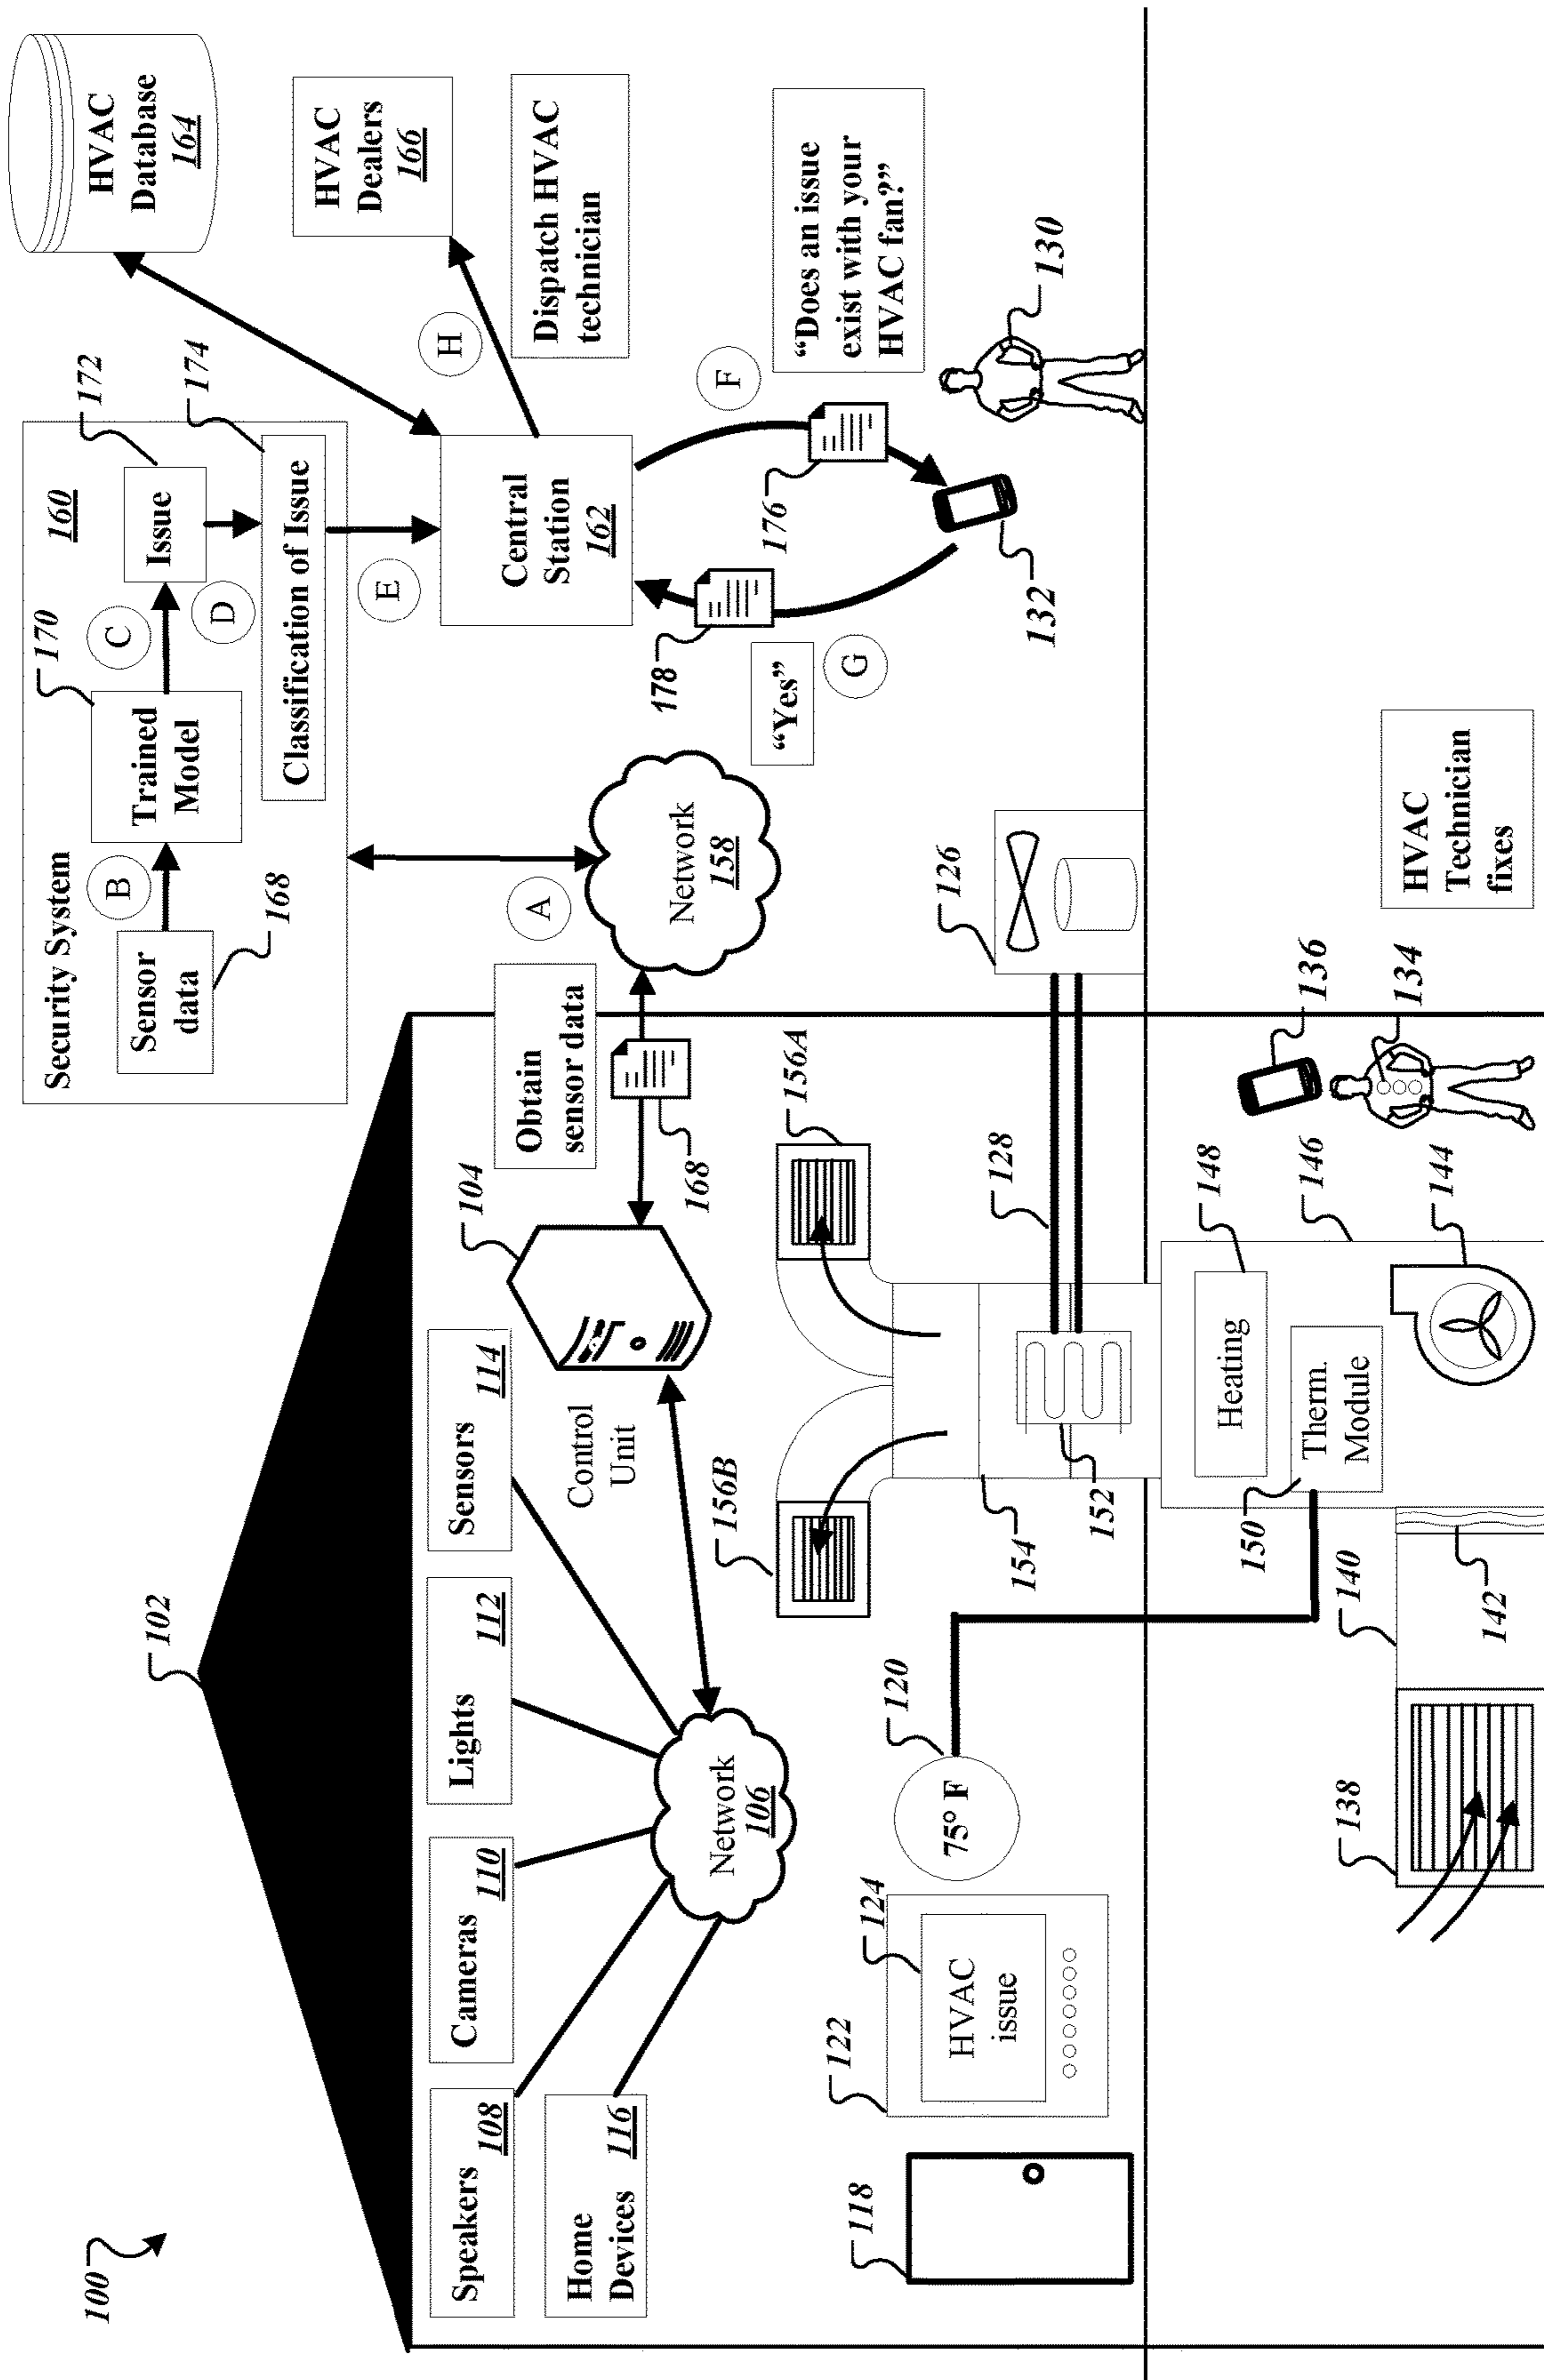 100
102
Security System
160
Sensor
data
168
B
Trained
Model
170
C
Issue
172
D
Classification of Issue
174
E
HVAC
Database
164
HVAC
Dealers
166
H
Dispatch HVAC
technician
Central
Station
162
F
176
“Does an issue
exist with your
HVAC fan?”
130
132
178
“Yes”
G
A
Network
158
Obtain
sensor data
168
Speakers
108
Cameras
110
Lights
112
Sensors
114
Home
Devices
116
Network
106
Control
Unit
104
118
122
124
HVAC
issue
75° F
120
156B
156A
126
128
154
152
Heating
148
Therm.
Module
150
146
144
138
140
142
136
134
HVAC
Technician
fixes